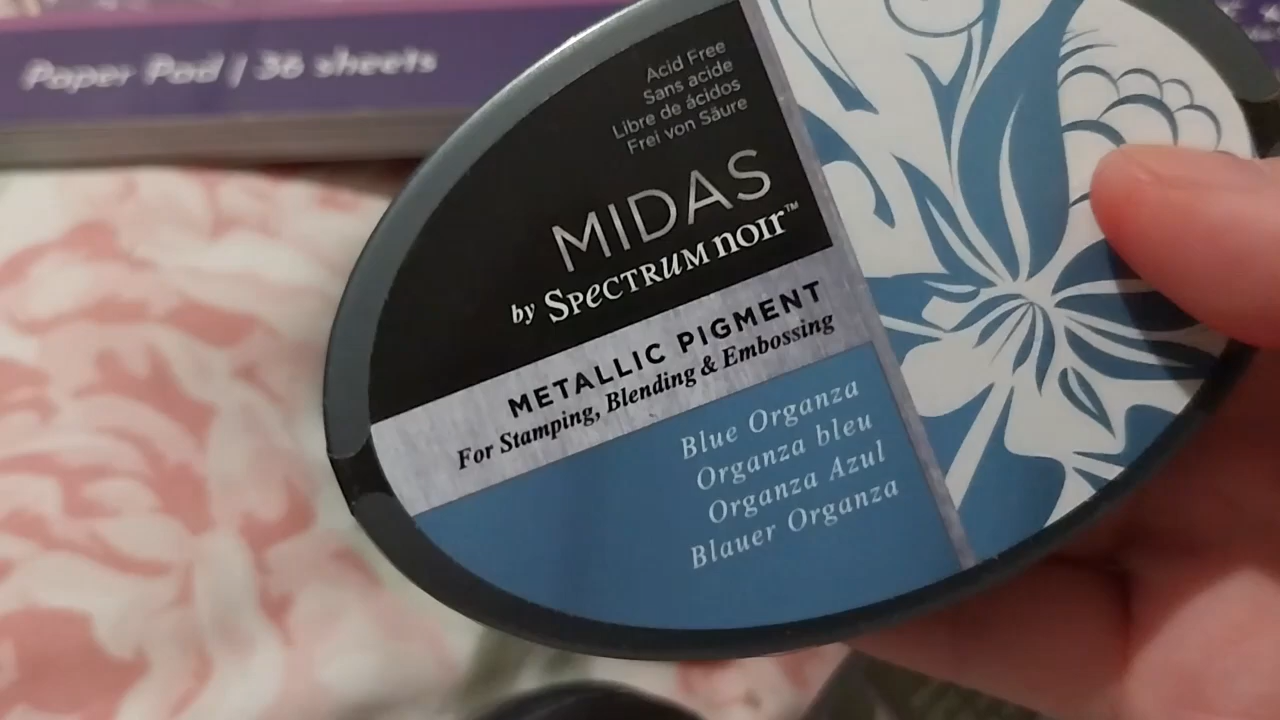 Paper Pad / 36 sheets
Acid Free
Sans acide
Libre de ácidos
Frei von Säure
MIDAS
by SPECTRUM NOIR™
METALLIC PIGMENT
For Stamping, Blending & Embossing
Blue Organza
Organza bleu
Organza Azul
Blauer Organza